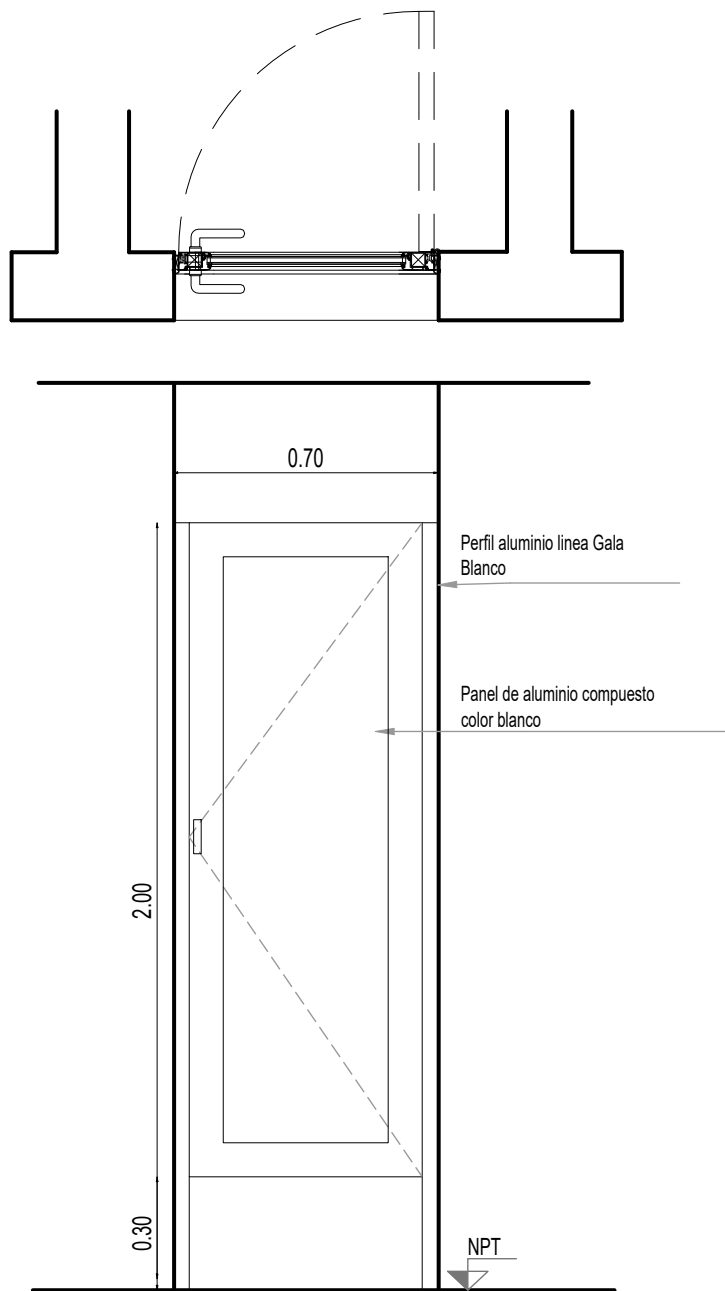 0.70
Perfil aluminio linea Gala
Blanco
Panel de aluminio compuesto
color blanco
2.00
0.30
NPT